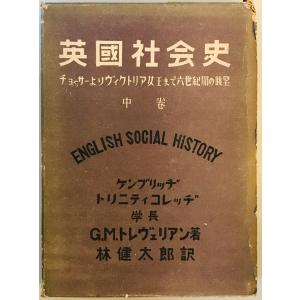 英國社会史
チョーサーよりヴィクトリア女王まで六世紀間の展望
中巻
ENGLISH SOCIAL HISTORY
ケンブリッヂ
トリニティコレッヂ
学長
G.M.トレヴェリアン著
林健太郎訳